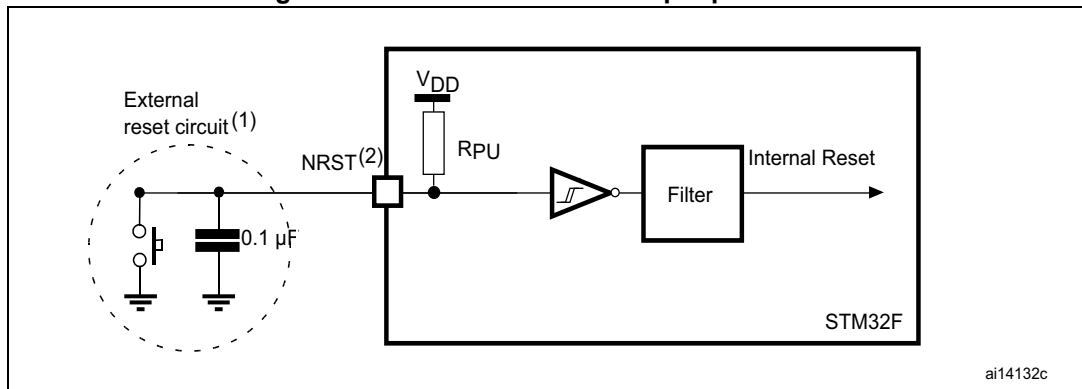 External
reset circuit(1)
VDD
RPU
NRST(2)
Internal Reset
Filter
0.1 µF
STM32F
ai14132c